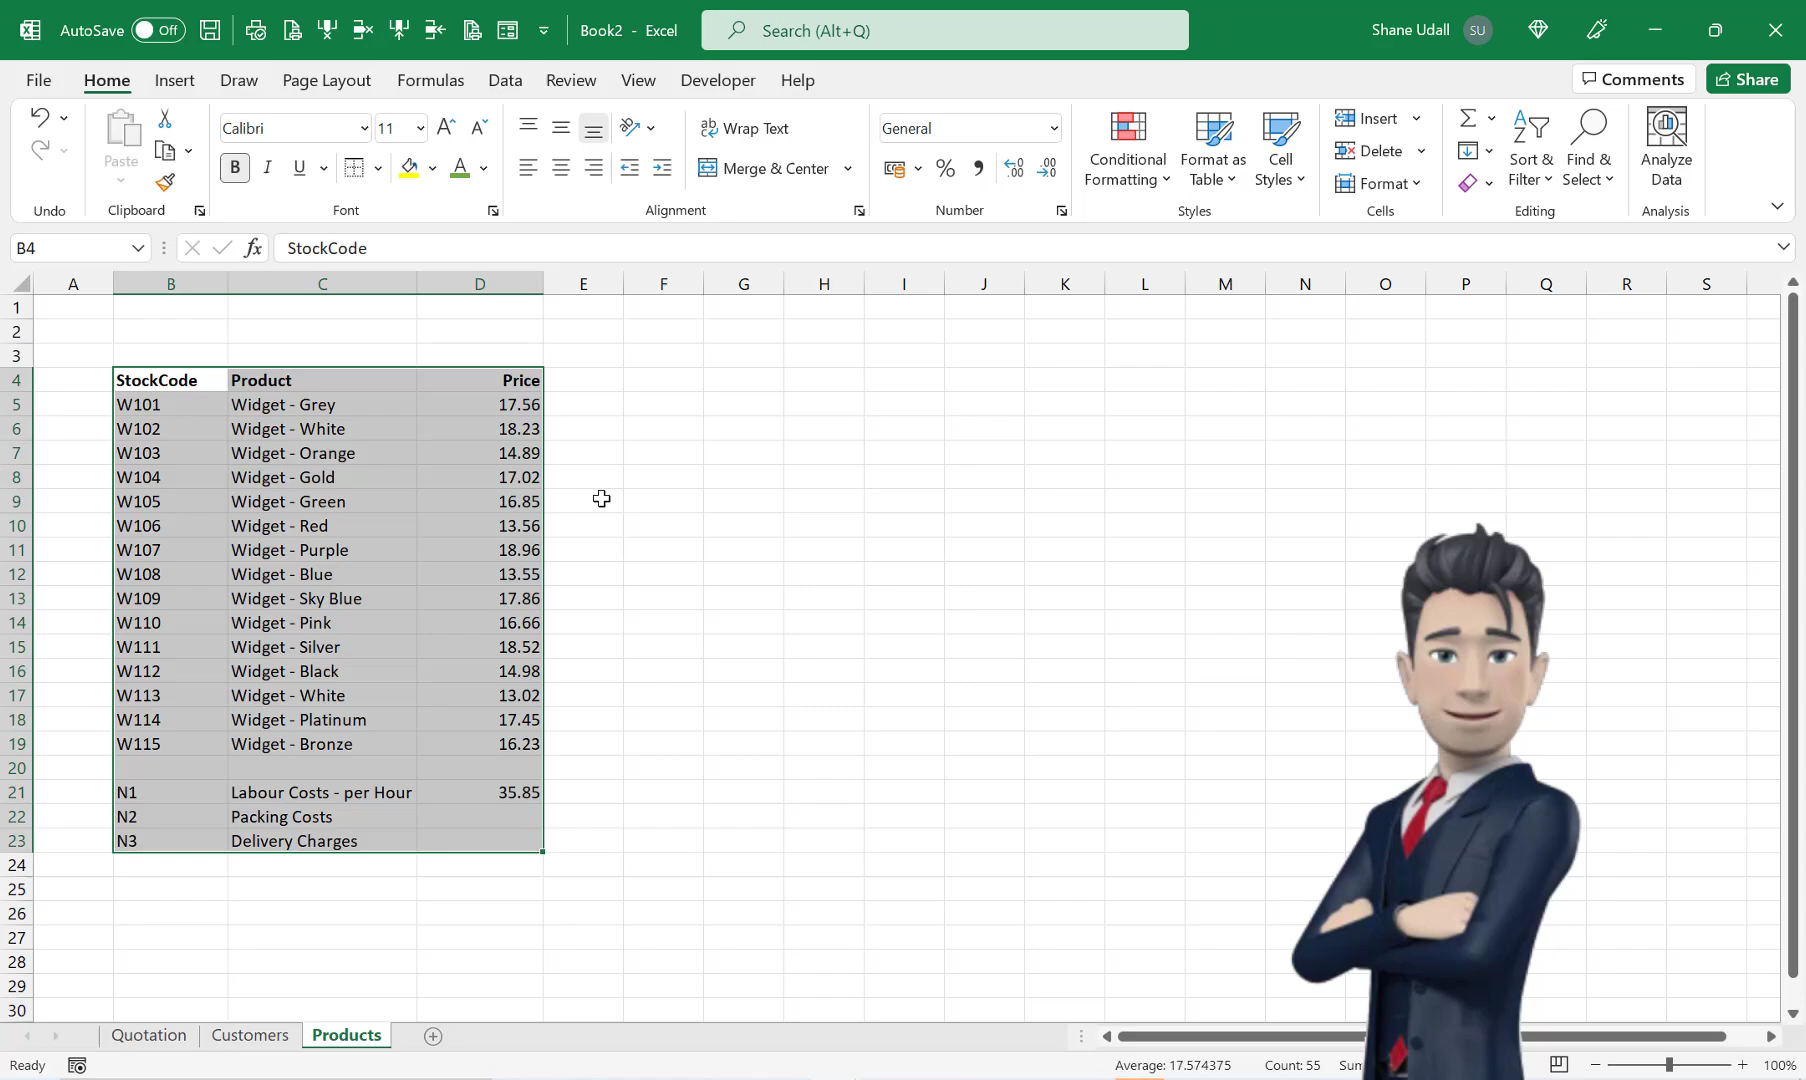 AutoSave Off Book2 - Excel Search (Alt+Q) Shane Udall SU
File Home Insert Draw Page Layout Formulas Data Review View Developer Help Comments Share
Paste
Calibri 11 Wrap Text General Insert
B I U Merge & Center % Delete
Conditional Formatting Format as Table Cell Styles Format Sort & Filter Find & Select Analyze Data
Undo Clipboard Font Alignment Number Styles Cells Editing Analysis
B4 fx StockCode
A B C D E F G H I J K L M N O P Q R S
1
2
3
4 StockCode Product Price
5 W101 Widget - Grey 17.56
6 W102 Widget - White 18.23
7 W103 Widget - Orange 14.89
8 W104 Widget - Gold 17.02
9 W105 Widget - Green 16.85
10 W106 Widget - Red 13.56
11 W107 Widget - Purple 18.96
12 W108 Widget - Blue 13.55
13 W109 Widget - Sky Blue 17.86
14 W110 Widget - Pink 16.66
15 W111 Widget - Silver 18.52
16 W112 Widget - Black 14.98
17 W113 Widget - White 13.02
18 W114 Widget - Platinum 17.45
19 W115 Widget - Bronze 16.23
20
21 N1 Labour Costs - per Hour 35.85
22 N2 Packing Costs
23 N3 Delivery Charges
24
25
26
27
28
29
30
Quotation Customers Products
Ready Average: 17.574375 Count: 55 100%